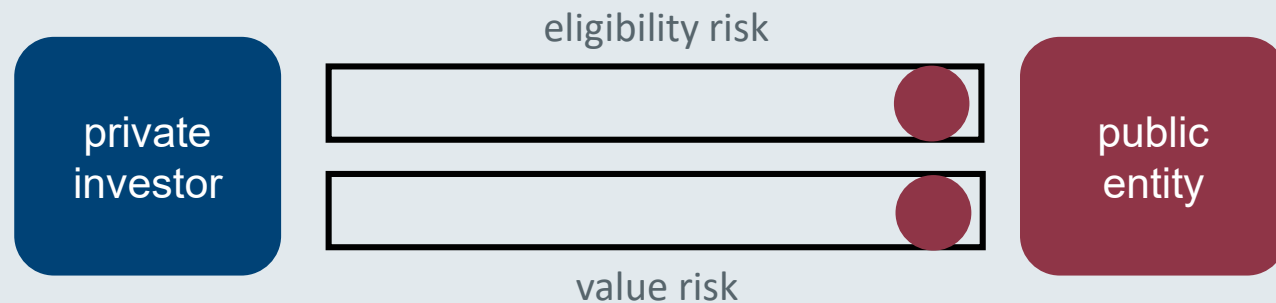 eligibility risk
private
investor
public
entity
value risk